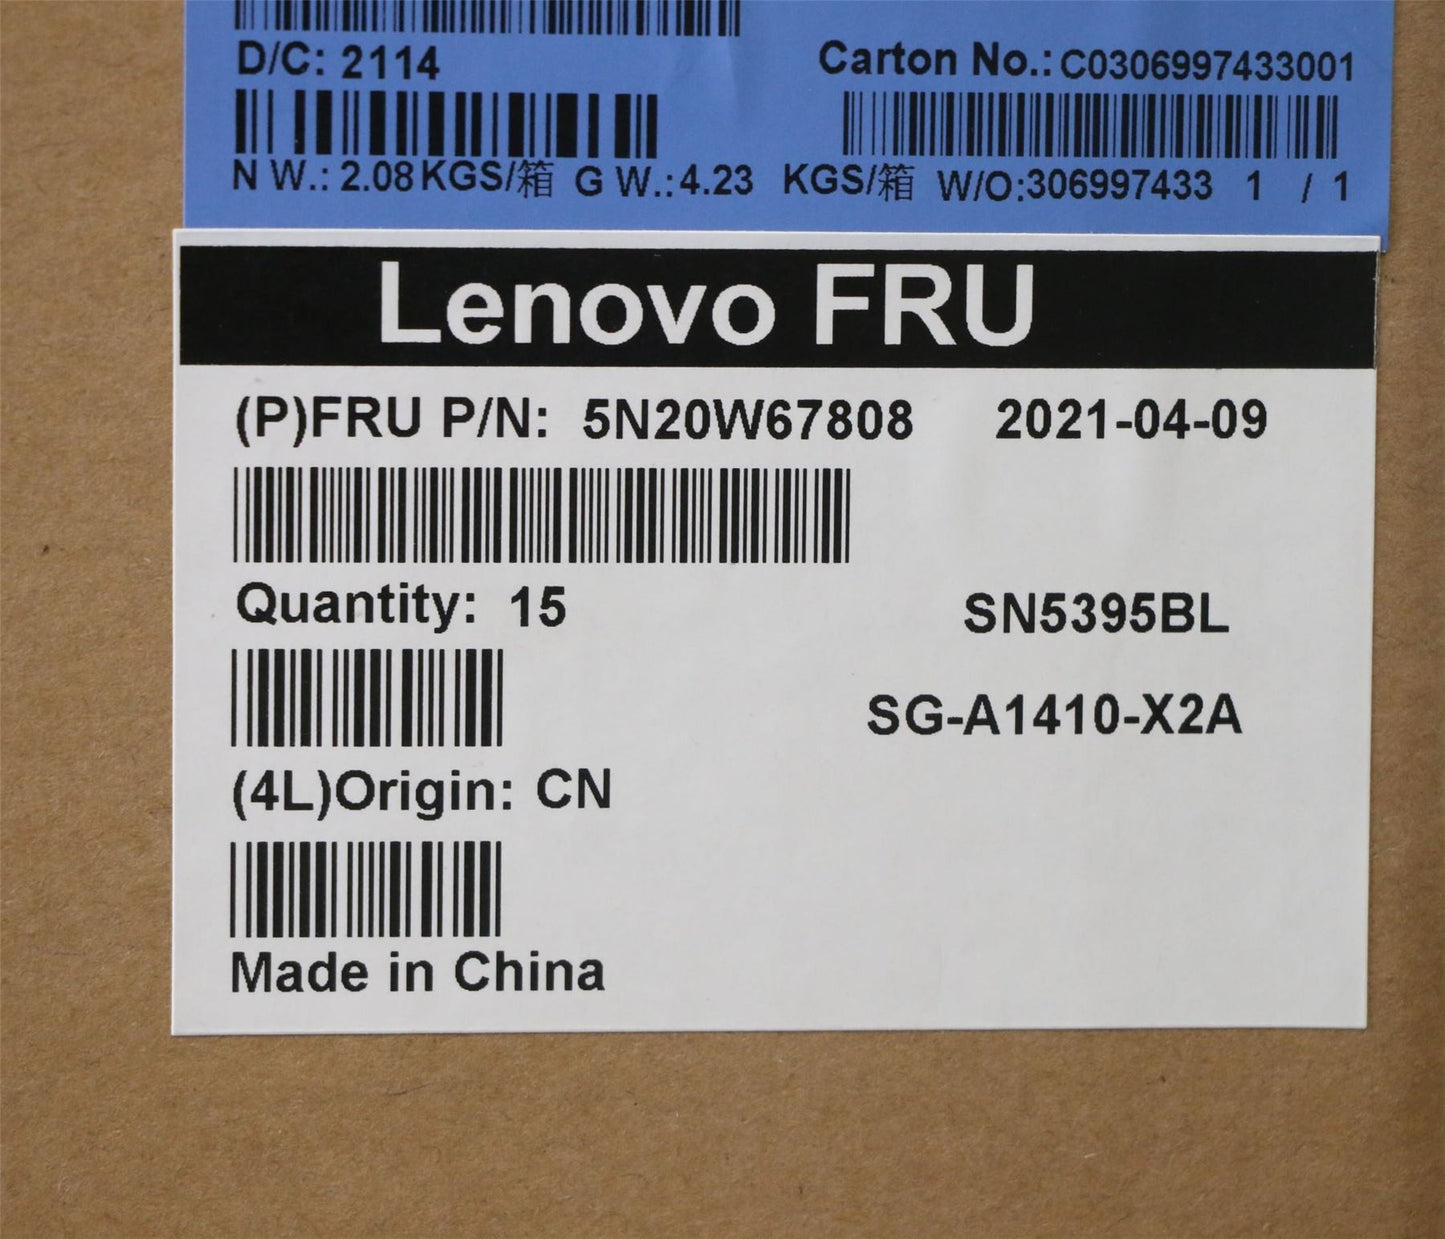 D/C: 2114
Carton No.: C0306997433001
N W.: 2.08 KGS/箱 G W.: 4.23 KGS/箱 W/O:306997433 1 / 1
Lenovo FRU
(P)FRU P/N: 5N20W67808 2021-04-09
Quantity: 15
SN5395BL
SG-A1410-X2A
(4L)Origin: CN
Made in China